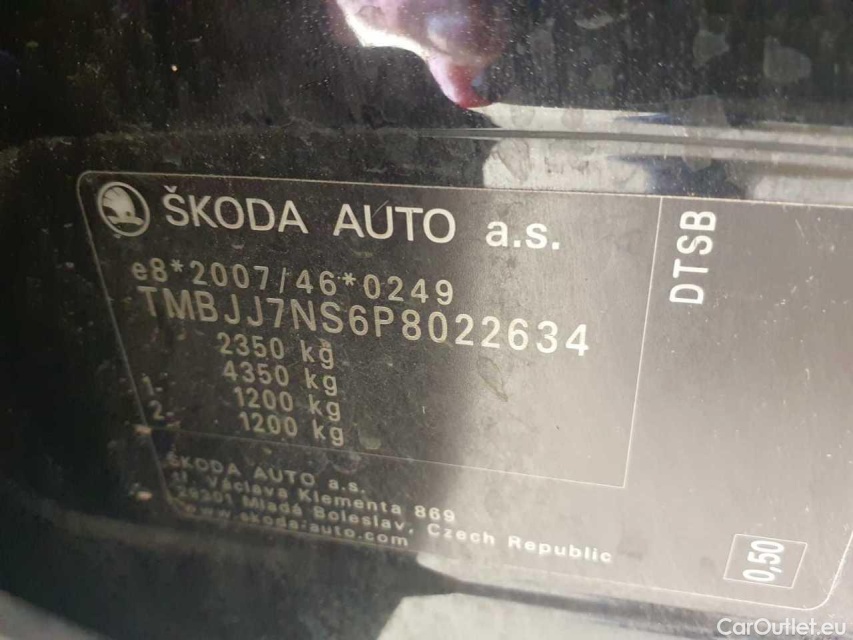 ŠKODA AUTO a.s.
e8*2007/46*0249
TMBJJ7NS6P8022634
2350 kg
4350 kg
1- 1200 kg
2- 1200 kg
ŠKODA AUTO a.s.
tř. Václava Klementa 869
29301 Mladá Boleslav, Czech Republic
www.skoda-auto.com
DTSB
0,50
CarOutlet.eu